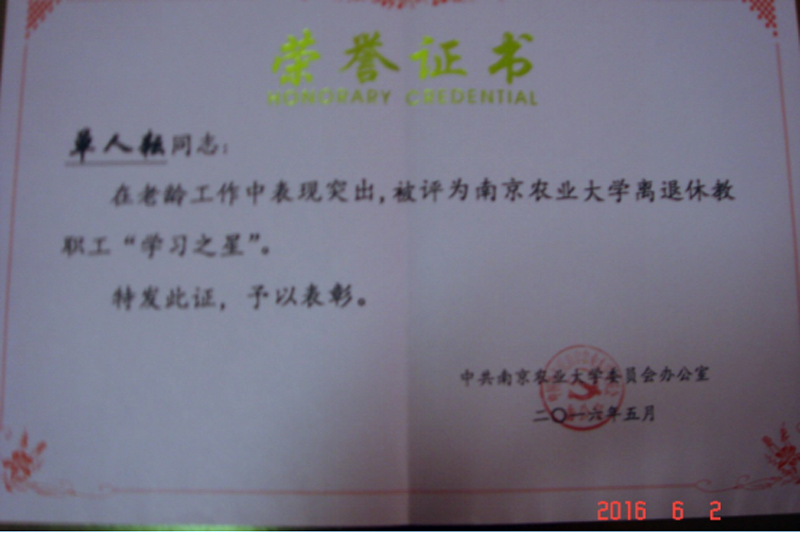 荣誉证书
HONORARY CREDENTIAL
单人耘同志：
在老龄工作中表现突出，被评为南京农业大学离退休教
职工“学习之星”。
特发此证，予以表彰。
中共南京农业大学委员会办公室
二〇一六年五月
2016 6 2